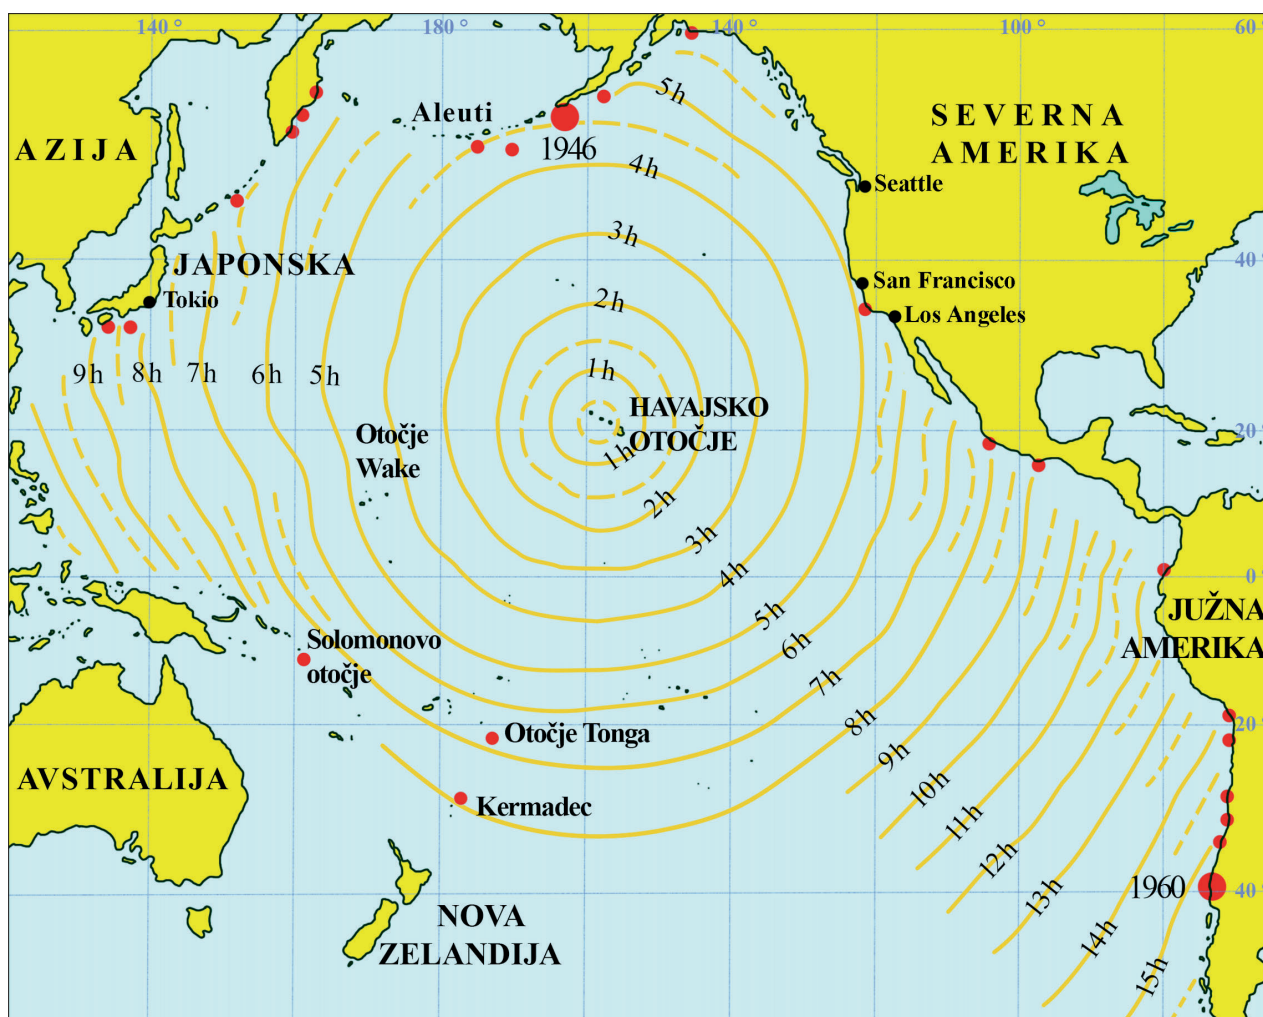 140 °
180 °
140 °
100 °
60 °
5h
Aleuti
SEVERNA
AMERIKA
AZIJA
1946
4h
Seattle
3h
JAPONSKA
40 °
Tokio
2h
San Francisco
Los Angeles
9h
8h
7h
6h
5h
1h
HAVAJSKO
OTOČJE
Otočje
Wake
20 °
1h
2h
3h
4h
0 °
5h
6h
7h
8h
9h
10h
11h
12h
13h
14h
15h
JUŽNA
AMERIKA
Solomonovo
otočje
20 °
Otočje Tonga
AVSTRALIJA
Kermadec
1960
40 °
NOVA
ZELANDIJA